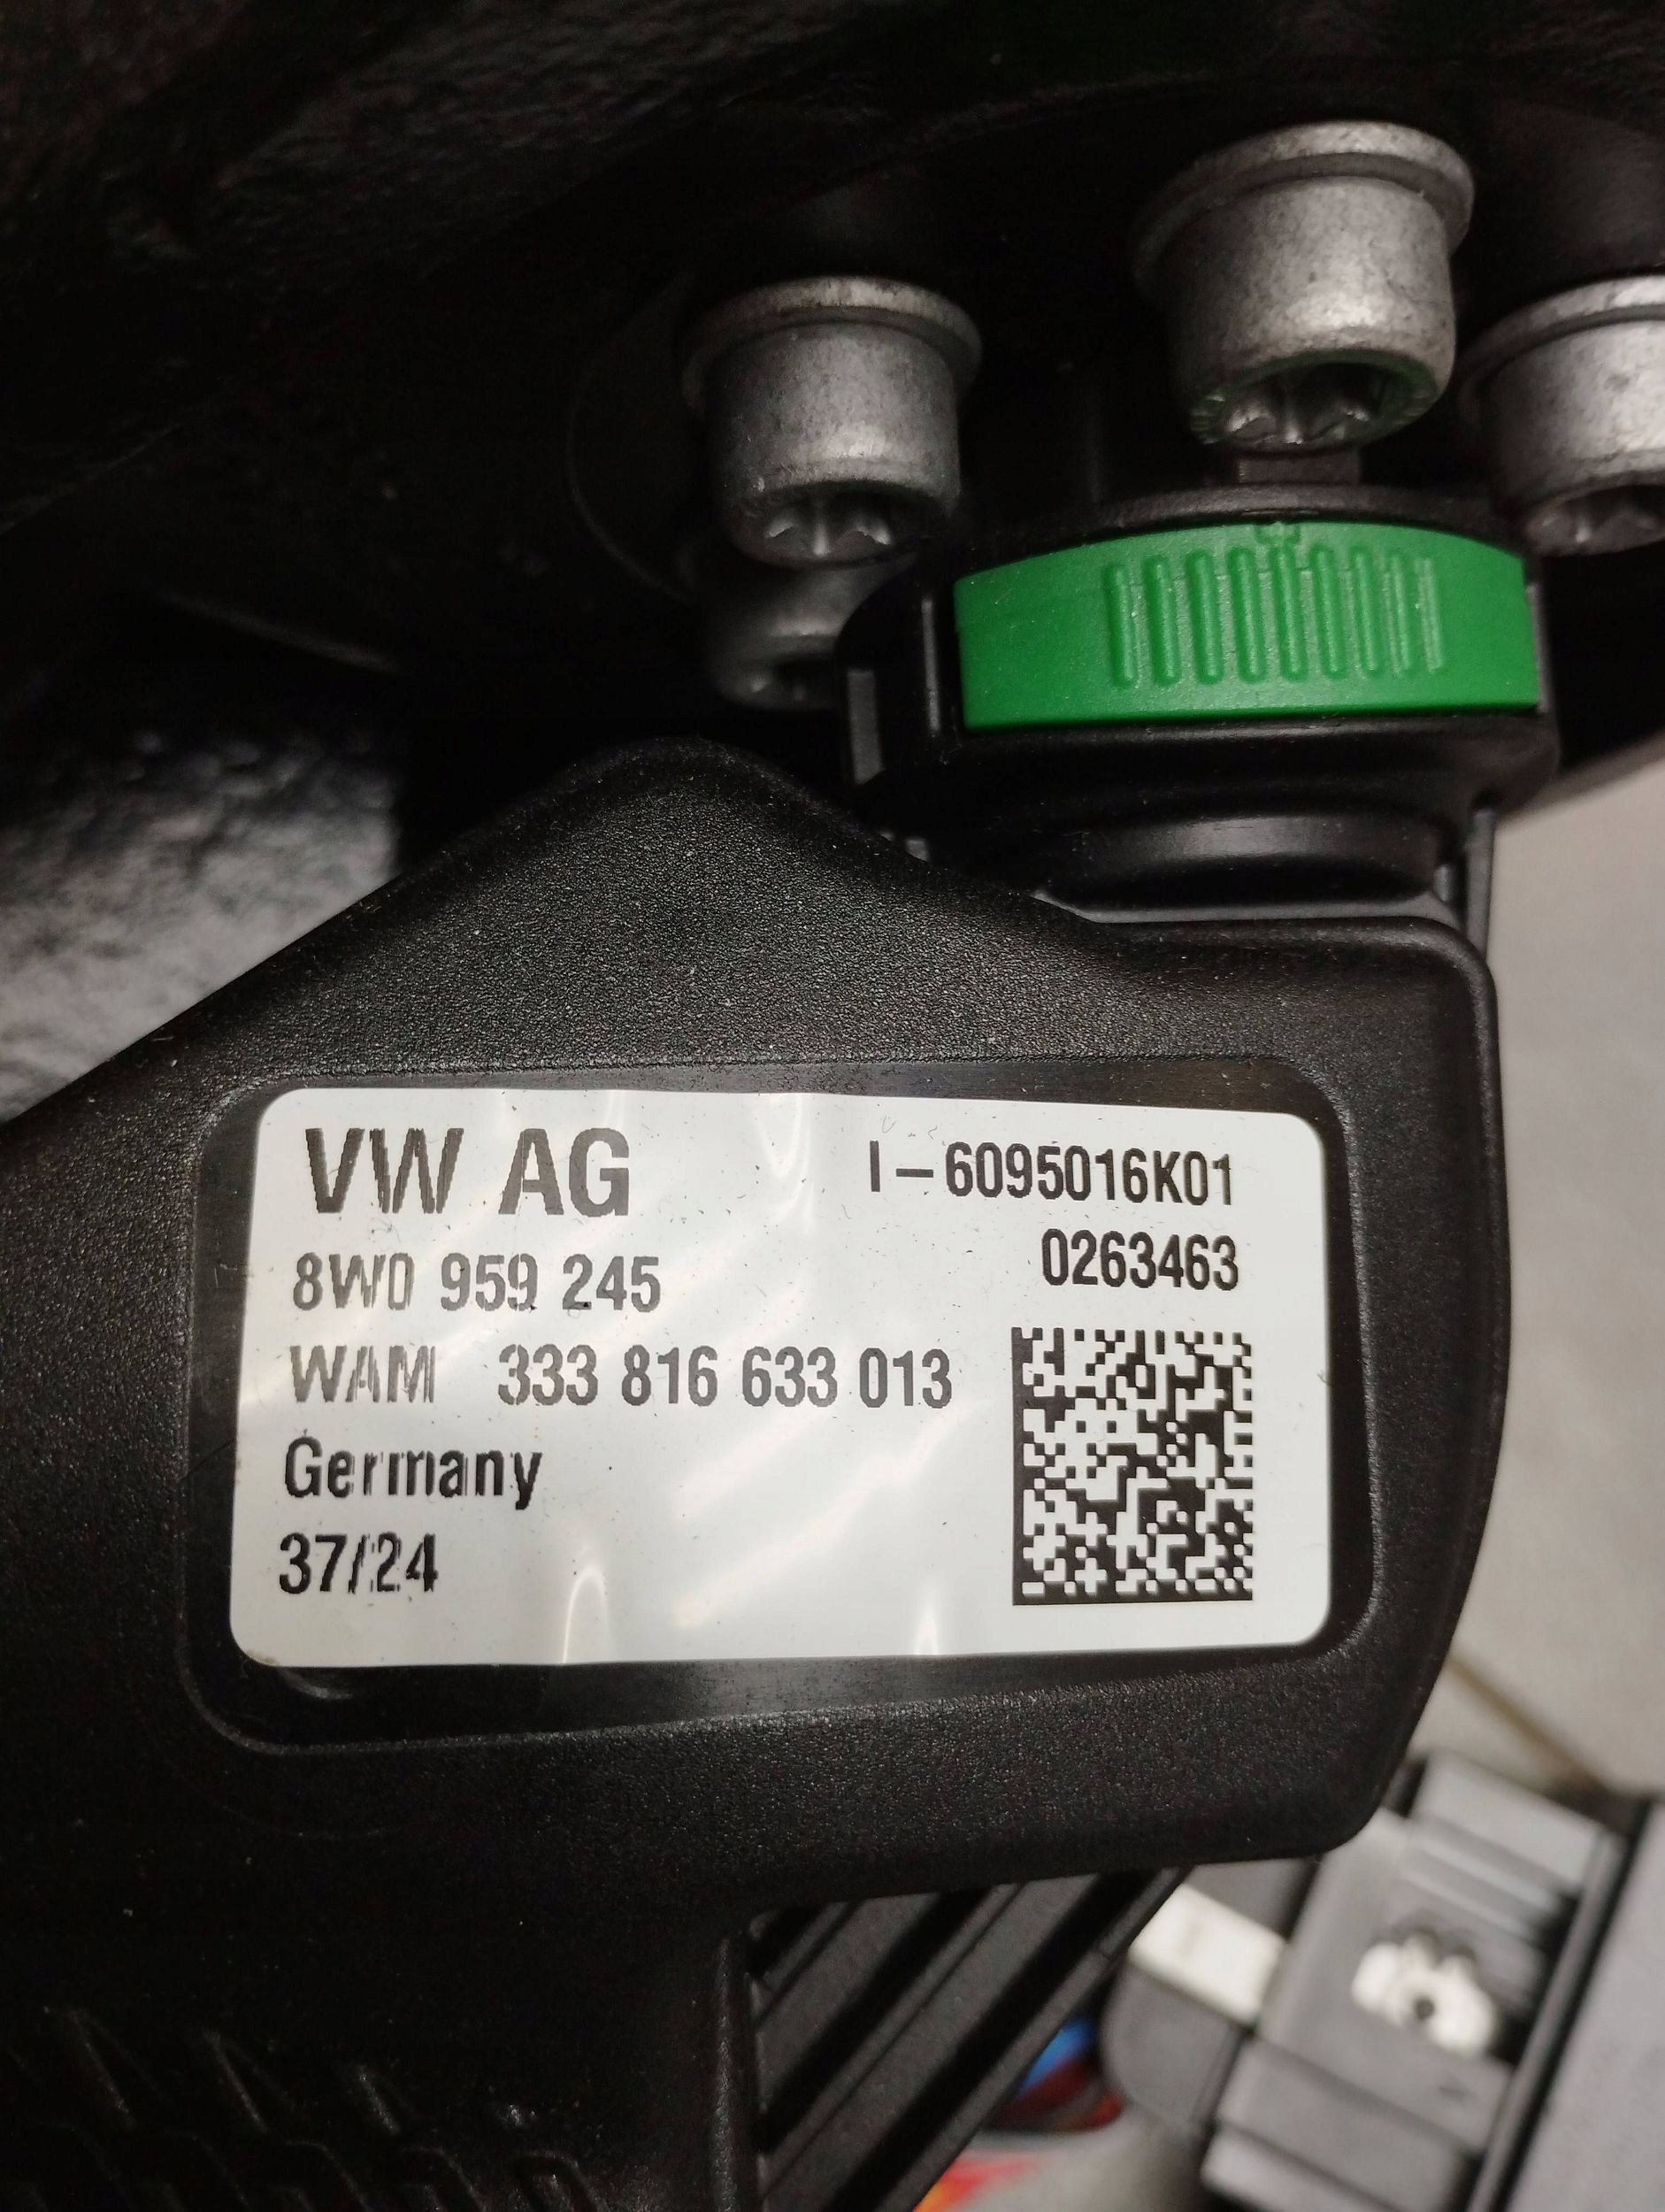 VW AG
I-6095016K01
8W0 959 245
0263463
WAM 333 816 633 013
Germany
37/24